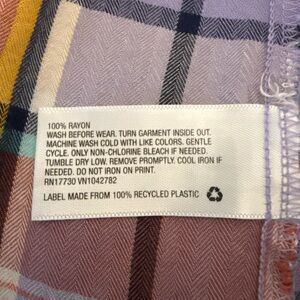 100% RAYON
WASH BEFORE WEAR. TURN GARMENT INSIDE OUT.
MACHINE WASH COLD WITH LIKE COLORS. GENTLE
CYCLE. ONLY NON-CHLORINE BLEACH IF NEEDED.
TUMBLE DRY LOW. REMOVE PROMPTLY. COOL IRON IF
NEEDED. DO NOT IRON ON PRINT.
RN17730 VN1042782
LABEL MADE FROM 100% RECYCLED PLASTIC